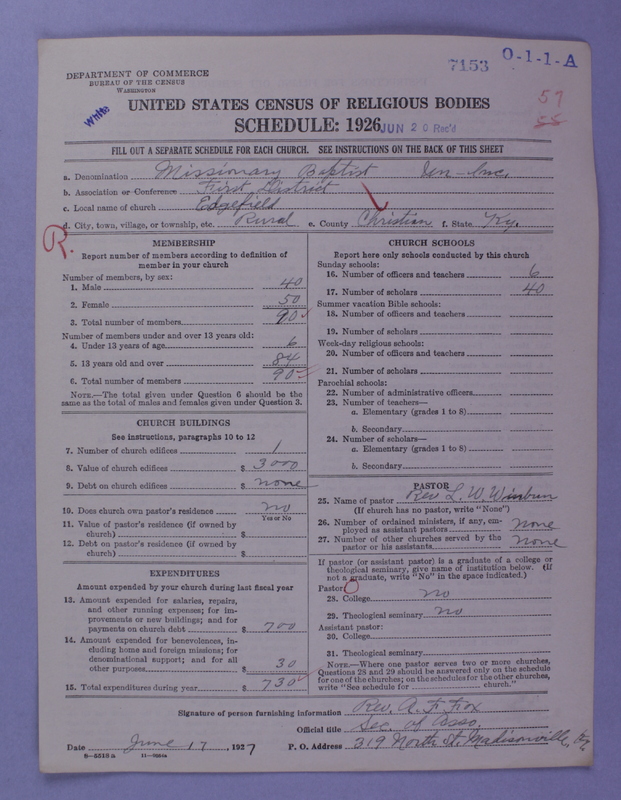 7153 O-1-1-A
DEPARTMENT OF COMMERCE
BUREAU OF THE CENSUS
WASHINGTON
White
59
55
UNITED STATES CENSUS OF RELIGIOUS BODIES
SCHEDULE: 1926 JUN 20 Rec'd
FILL OUT A SEPARATE SCHEDULE FOR EACH CHURCH. SEE INSTRUCTIONS ON THE BACK OF THIS SHEET
a. Denomination Missionary Baptist Un-Inc.
b. Association or Conference First District
c. Local name of church Edgefield
d. City, town, village, or township, etc. Rural e. County Christian f. State Ky.
R.
MEMBERSHIP
Report number of members according to definition of
member in your church
Number of members, by sex:
1. Male 40
2. Female 50
3. Total number of members 90
Number of members under and over 13 years old:
4. Under 13 years of age 6
5. 13 years old and over 84
6. Total number of members 90
NOTE.—The total given under Question 6 should be the
same as the total of males and females given under Question 3.
CHURCH BUILDINGS
See instructions, paragraphs 10 to 12
7. Number of church edifices 1
8. Value of church edifices $ 3000
9. Debt on church edifices $ none
10. Does church own pastor's residence no
Yes or No
11. Value of pastor's residence (if owned by
church) $
12. Debt on pastor's residence (if owned by
church) $
EXPENDITURES
Amount expended by your church during last fiscal year
13. Amount expended for salaries, repairs,
and other running expenses; for im-
provements or new buildings; and for
payments on church debt $ 700
14. Amount expended for benevolences, in-
cluding home and foreign missions; for
denominational support; and for all
other purposes $ 30
15. Total expenditures during year $ 730
CHURCH SCHOOLS
Report here only schools conducted by this church
Sunday schools:
16. Number of officers and teachers 6
17. Number of scholars 40
Summer vacation Bible schools:
18. Number of officers and teachers
19. Number of scholars
Week-day religious schools:
20. Number of officers and teachers
21. Number of scholars
Parochial schools:
22. Number of administrative officers
23. Number of teachers—
a. Elementary (grades 1 to 8)
b. Secondary
24. Number of scholars—
a. Elementary (grades 1 to 8)
b. Secondary
PASTOR
25. Name of pastor Rev L. W. Winburn
(If church has no pastor, write "None")
26. Number of ordained ministers, if any, em-
ployed as assistant pastors none
27. Number of other churches served by the
pastor or his assistants none
If pastor (or assistant pastor) is a graduate of a college or
theological seminary, give name of institution below. (If
not a graduate, write "No" in the space indicated.)
Pastor:
28. College no
29. Theological seminary no
Assistant pastor:
30. College
31. Theological seminary
NOTE.—Where one pastor serves two or more churches,
Questions 28 and 29 should be answered only on the schedule
for one of the churches; on the schedules for the other churches,
write "See schedule for church."
Signature of person furnishing information Rev. A. F. Fox
Official title Sec. of Asso.
Date June 17, 1927 P. O. Address 319 North St. Madisonville, Ky.
8—5318a 11—9664a